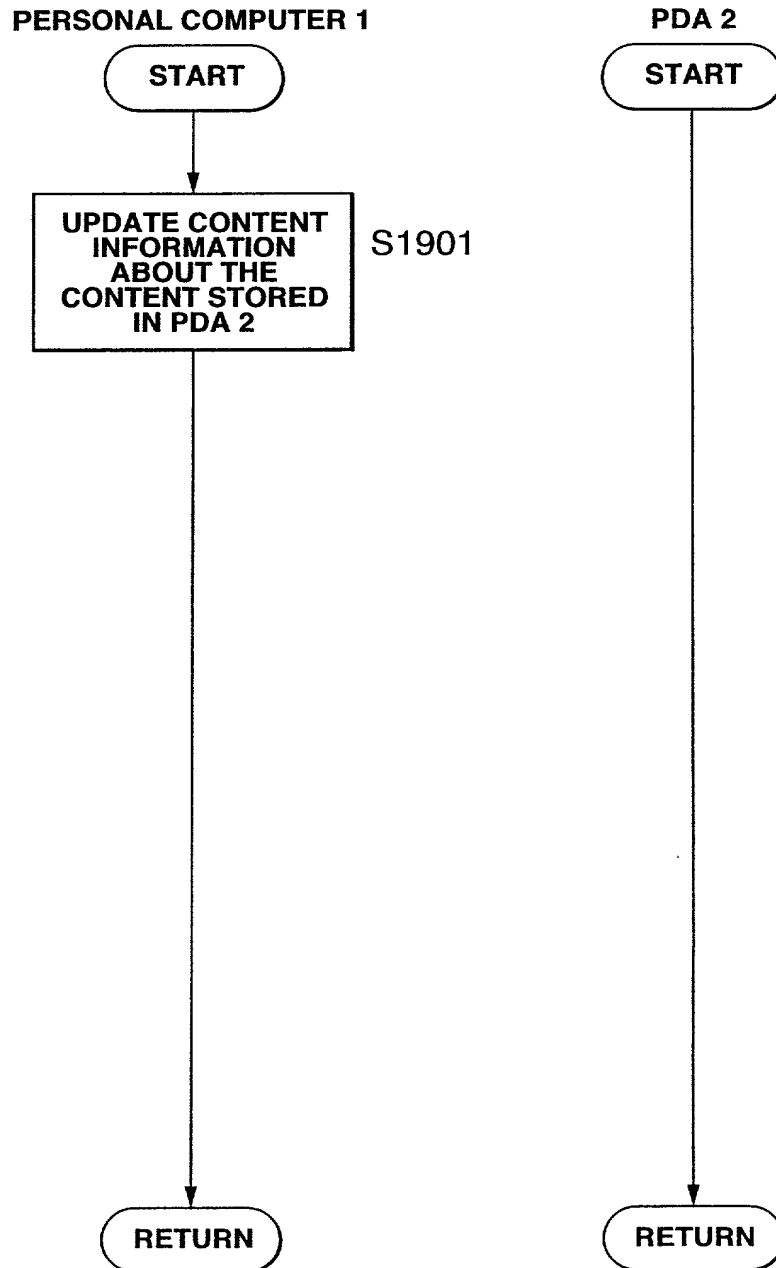 PERSONAL COMPUTER 1
PDA 2
START
START
UPDATE CONTENT
INFORMATION
ABOUT THE
CONTENT STORED
IN PDA 2
S1901
RETURN
RETURN